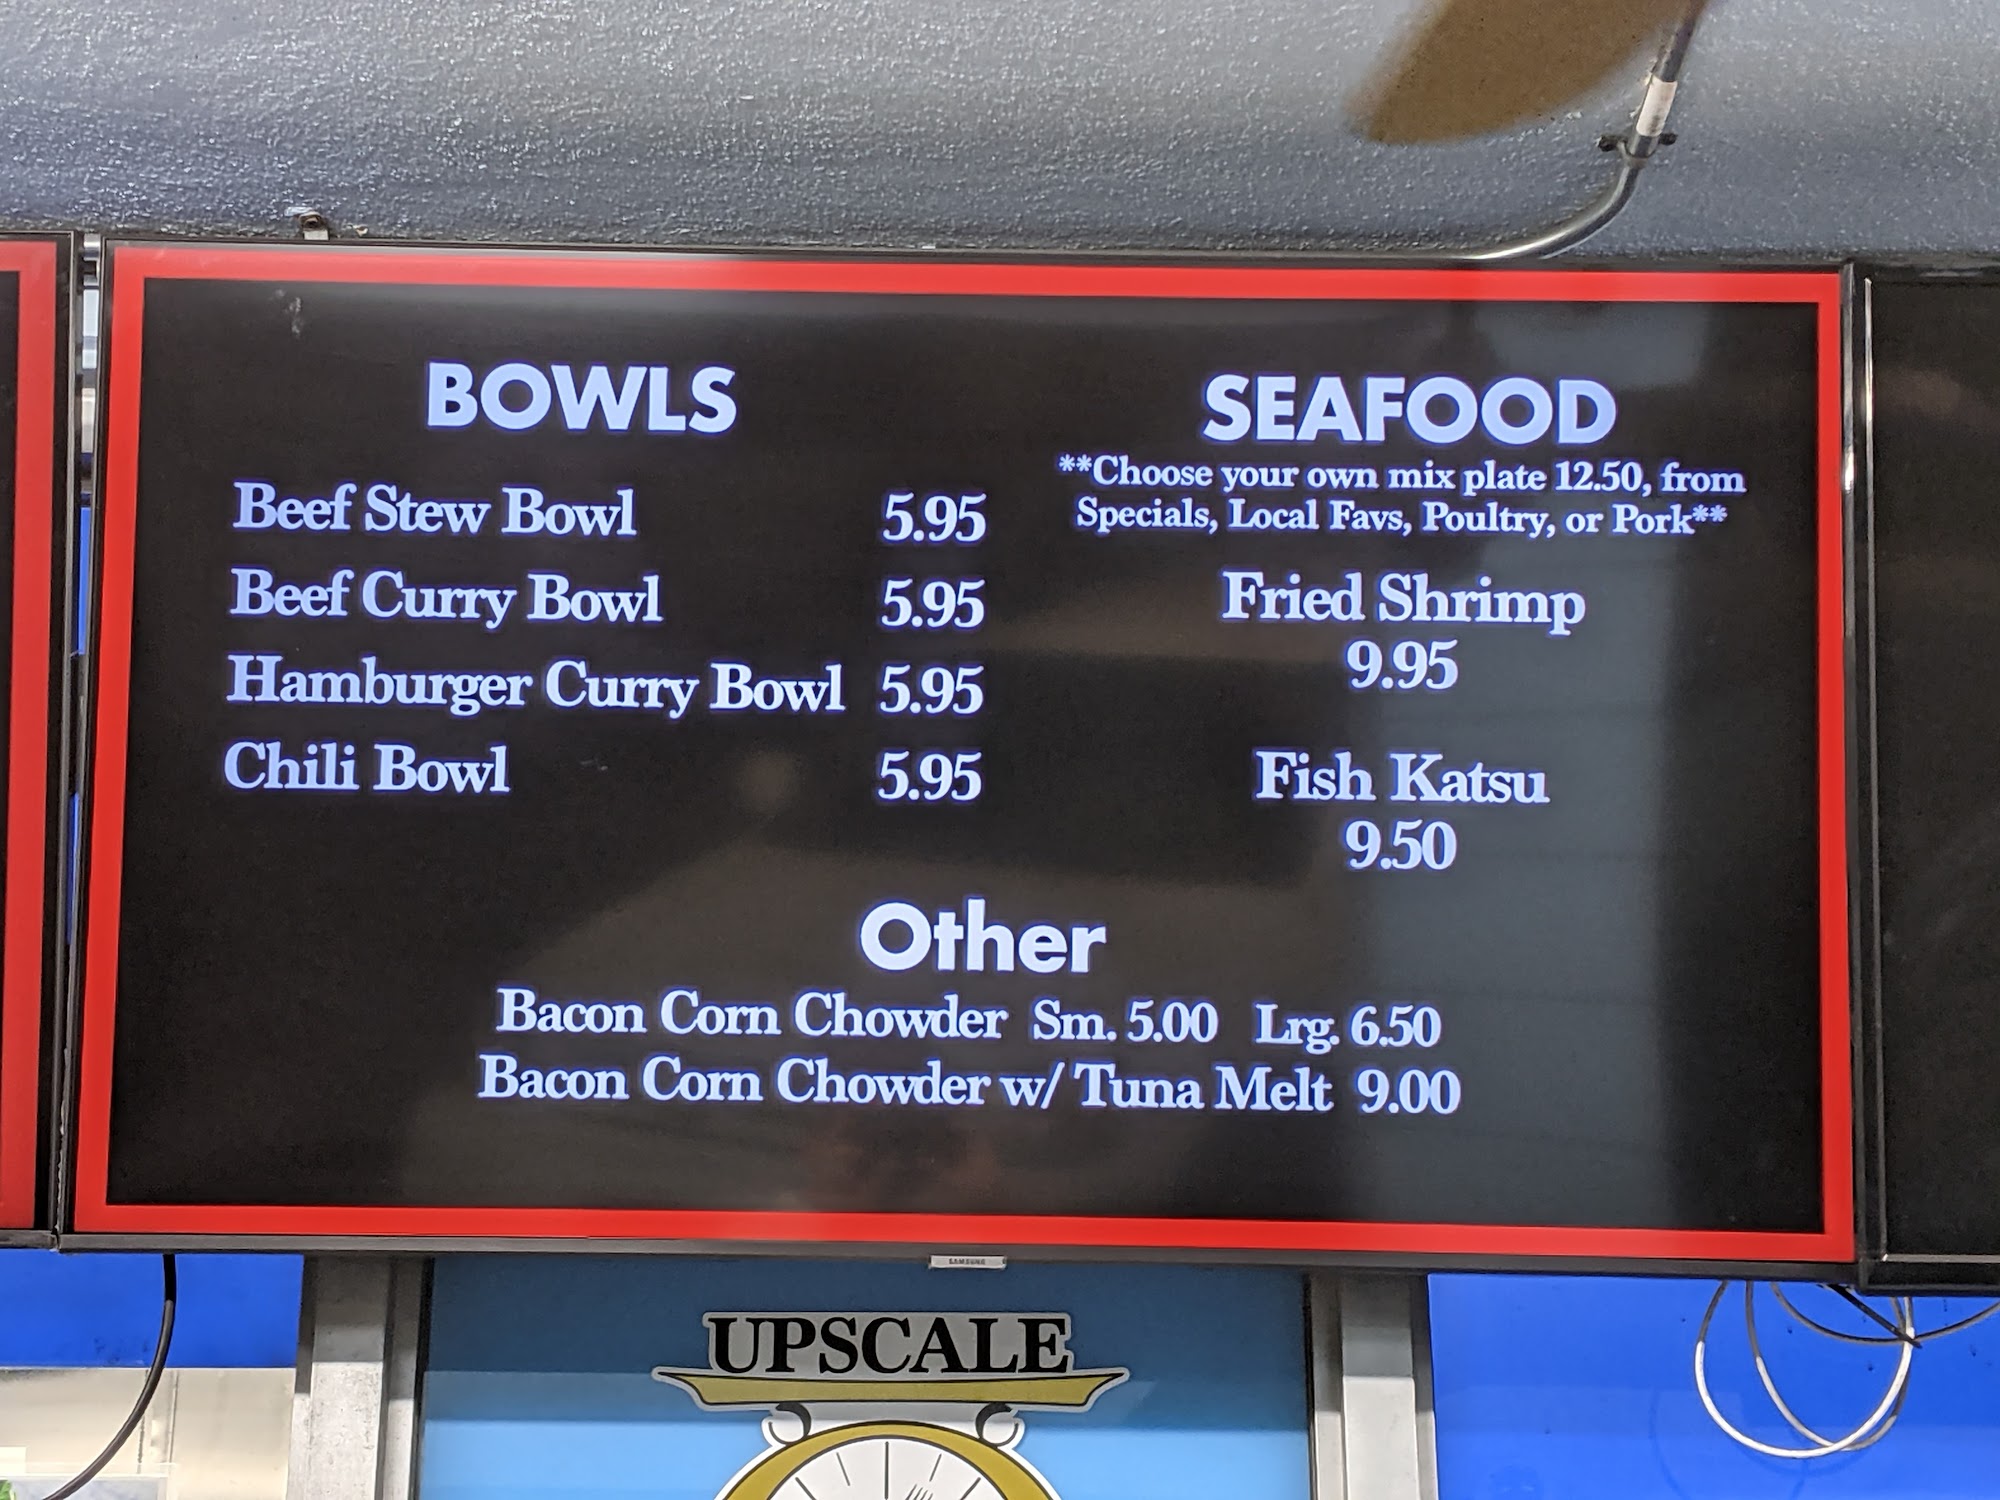 BOWLS
Beef Stew Bowl 5.95
Beef Curry Bowl 5.95
Hamburger Curry Bowl 5.95
Chili Bowl 5.95
SEAFOOD
**Choose your own mix plate 12.50, from
Specials, Local Favs, Poultry, or Pork**
Fried Shrimp
9.95
Fish Katsu
9.50
Other
Bacon Corn Chowder Sm. 5.00 Lrg. 6.50
Bacon Corn Chowder w/ Tuna Melt 9.00
SAMSUNG
UPSCALE